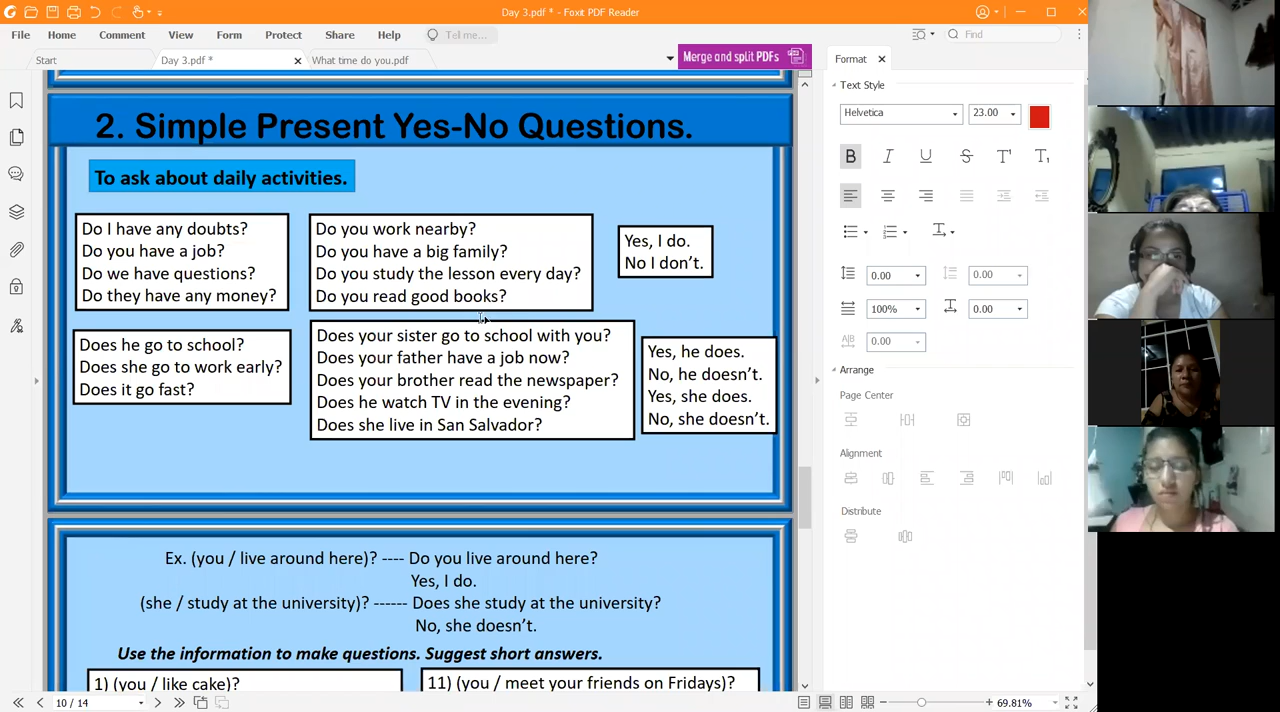 Day 3.pdf * - Foxit PDF Reader
File Home Comment View Form Protect Share Help Tell me... Find
Start
Day 3.pdf *
What time do you.pdf
Merge and split PDFs
2. Simple Present Yes-No Questions.
To ask about daily activities.
Do I have any doubts?
Do you have a job?
Do we have questions?
Do they have any money?
Do you work nearby?
Do you have a big family?
Do you study the lesson every day?
Do you read good books?
Yes, I do.
No I don't.
Does he go to school?
Does she go to work early?
Does it go fast?
Does your sister go to school with you?
Does your father have a job now?
Does your brother read the newspaper?
Does he watch TV in the evening?
Does she live in San Salvador?
Yes, he does.
No, he doesn't.
Yes, she does.
No, she doesn't.
Ex. (you / live around here)? ---- Do you live around here?
Yes, I do.
(she / study at the university)? ------ Does she study at the university?
No, she doesn't.
Use the information to make questions. Suggest short answers.
1) (you / like cake)?
11) (you / meet your friends on Fridays)?
Format
Text Style
Helvetica
23.00
B I U S T T
0.00
0.00
100%
0.00
0.00
Arrange
Page Center
Alignment
Distribute
10 / 14
69.81%